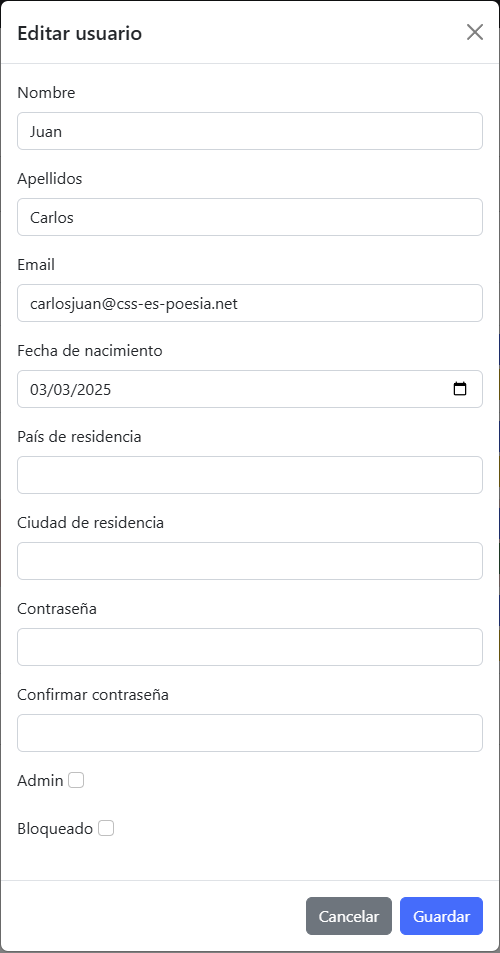 Editar usuario
Nombre
Juan
Apellidos
Carlos
Email
carlosjuan@css-es-poesia.net
Fecha de nacimiento
03/03/2025
País de residencia
Ciudad de residencia
Contraseña
Confirmar contraseña
Admin
Bloqueado
Cancelar Guardar